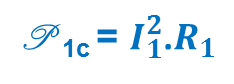 𝒫₁c = I₁².R₁